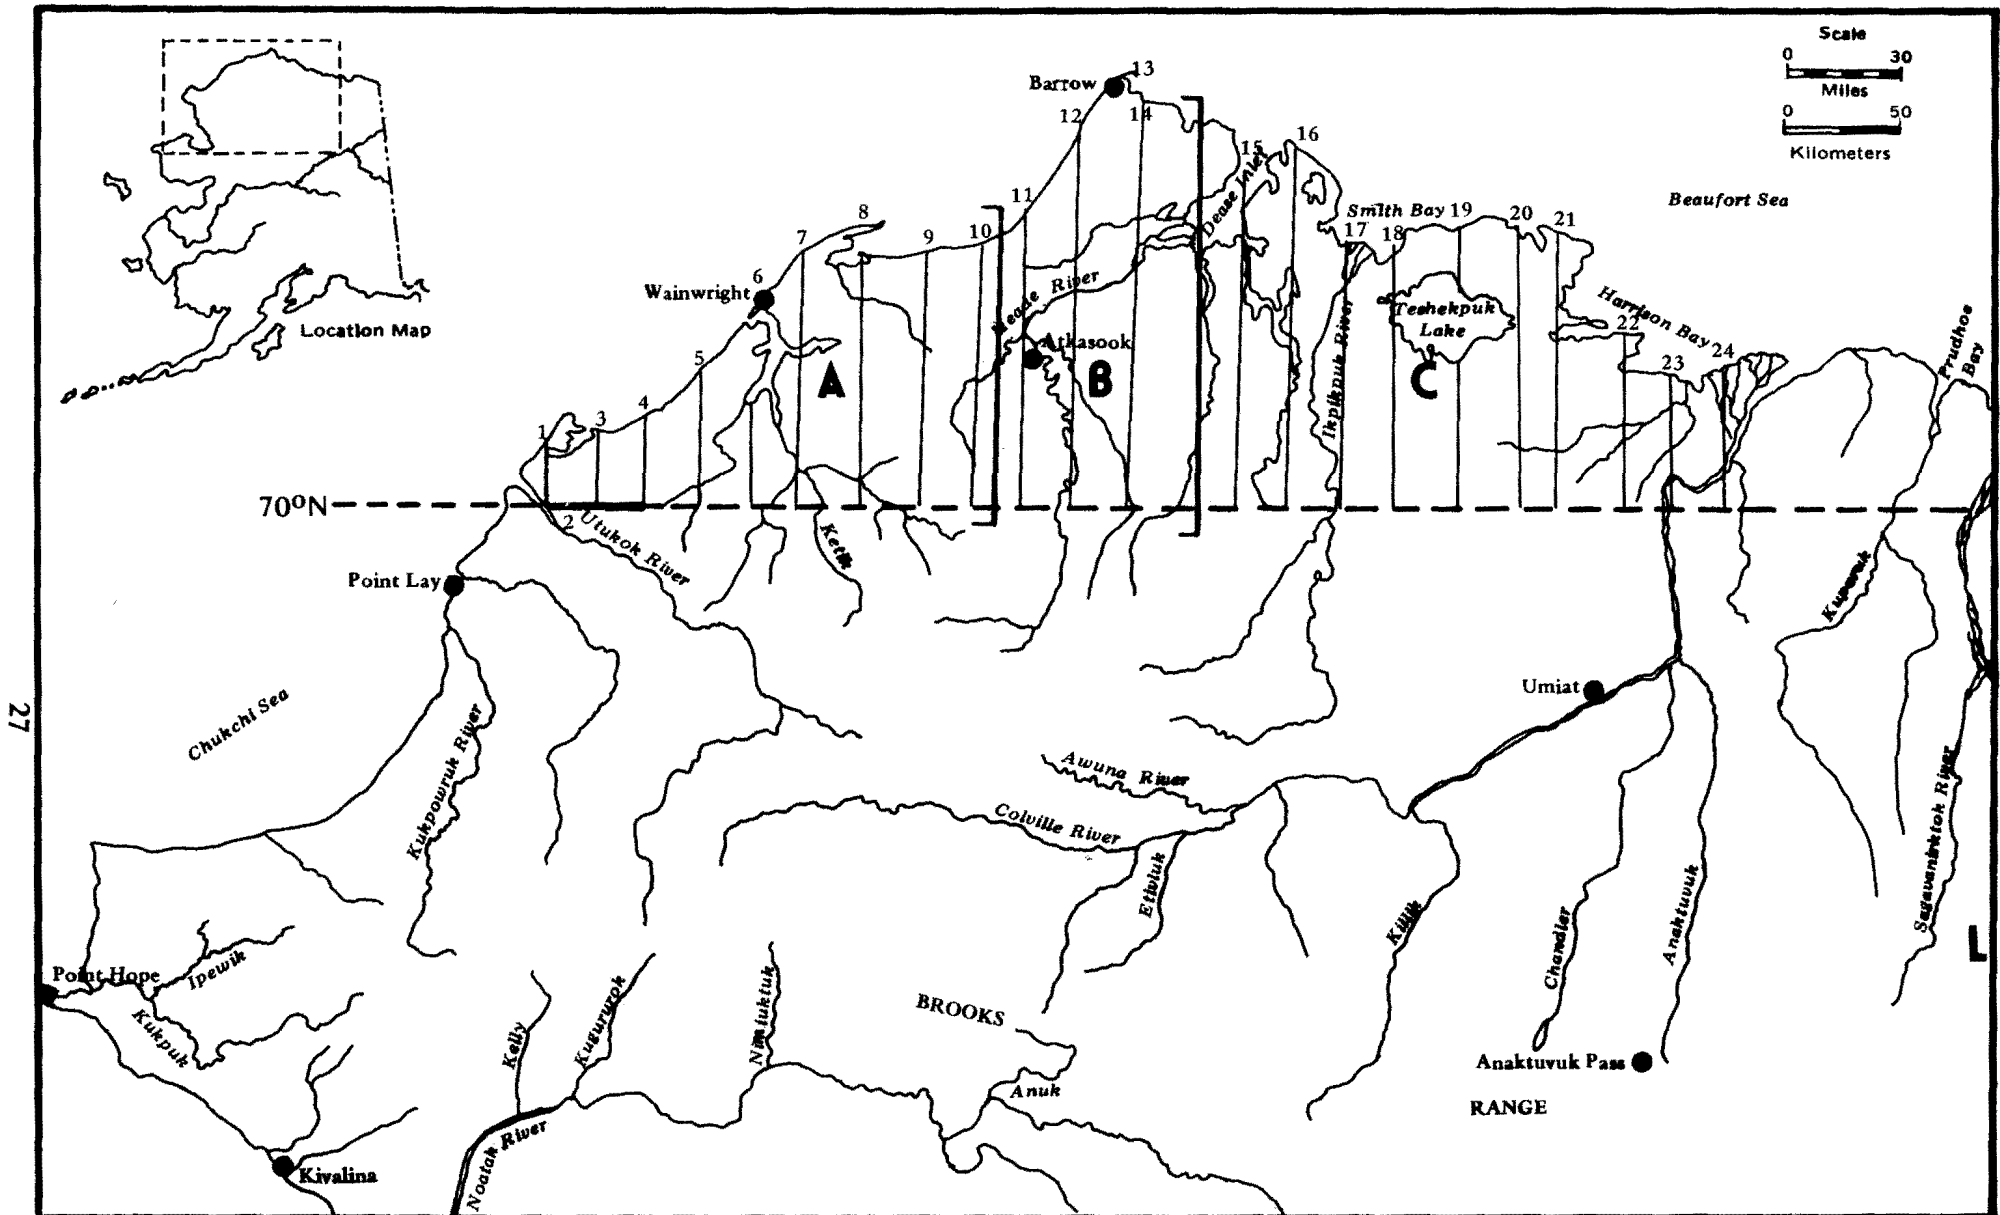 Scale
0 30
Miles
0 50
Kilometers
Location Map
Beaufort Sea
Barrow
13
12
14
15
16
11
10
9
8
7
6
Wainwright
5
4
3
1
2
Dease Inlet
Smith Bay
17
18
19
20
21
Harrison Bay
22
23
24
Prudhoe
Bay
Meade River
Atkasook
Teshekpuk
Lake
Ikpikpuk River
A
B
C
70°N
Utukok River
Ketik
Point Lay
Kuparuk
Umiat
Chukchi Sea
27
Kukpowruk River
Awuna River
Colville River
Etivluk
Killik
Chandler
Anaktuvuk
Sagavanirktok River
L
Point Hope
Ipewik
Kukpuk
Kelly
Kugururok
Nimiuktuk
BROOKS
Anuk
Anaktuvuk Pass
RANGE
Kivalina
Noatak River